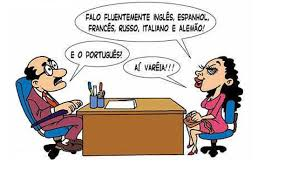 FALO FLUENTEMENTE INGLÊS, ESPANHOL,
FRANCÊS, RUSSO, ITALIANO E ALEMÃO!
E O PORTUGUÊS?
AÍ VARÊIA!!!